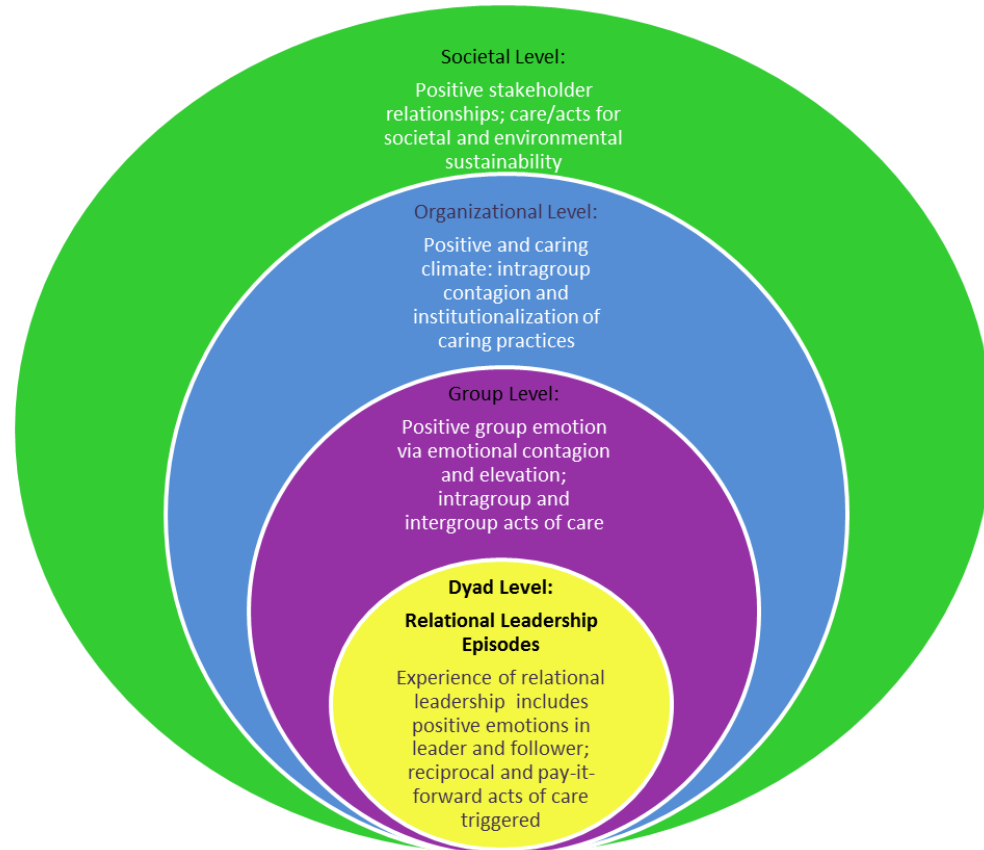 Societal Level:
Positive stakeholder
relationships; care/acts for
societal and environmental
sustainability
Organizational Level:
Positive and caring
climate: intragroup
contagion and
institutionalization of
caring practices
Group Level:
Positive group emotion
via emotional contagion
and elevation;
intragroup and
intergroup acts of care
Dyad Level:
Relational Leadership
Episodes
Experience of relational
leadership includes
positive emotions in
leader and follower;
reciprocal and pay-it-
forward acts of care
triggered